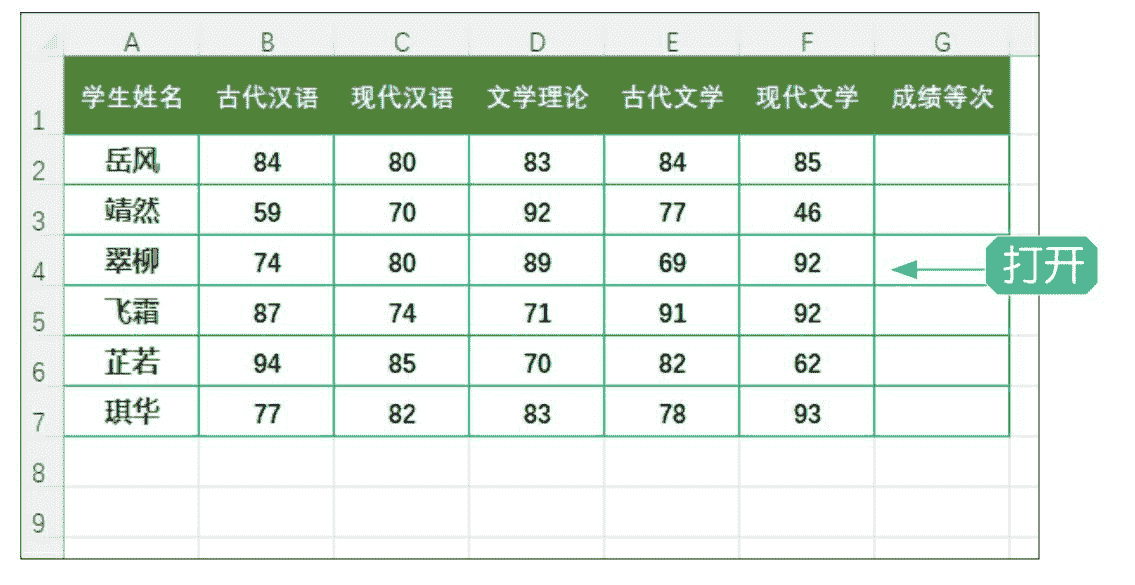 A B C D E F G
1 学生姓名 古代汉语 现代汉语 文学理论 古代文学 现代文学 成绩等次
2 岳风 84 80 83 84 85
3 靖然 59 70 92 77 46
4 翠柳 74 80 89 69 92 打开
5 飞霜 87 74 71 91 92
6 芷若 94 85 70 82 62
7 琪华 77 82 83 78 93
8
9